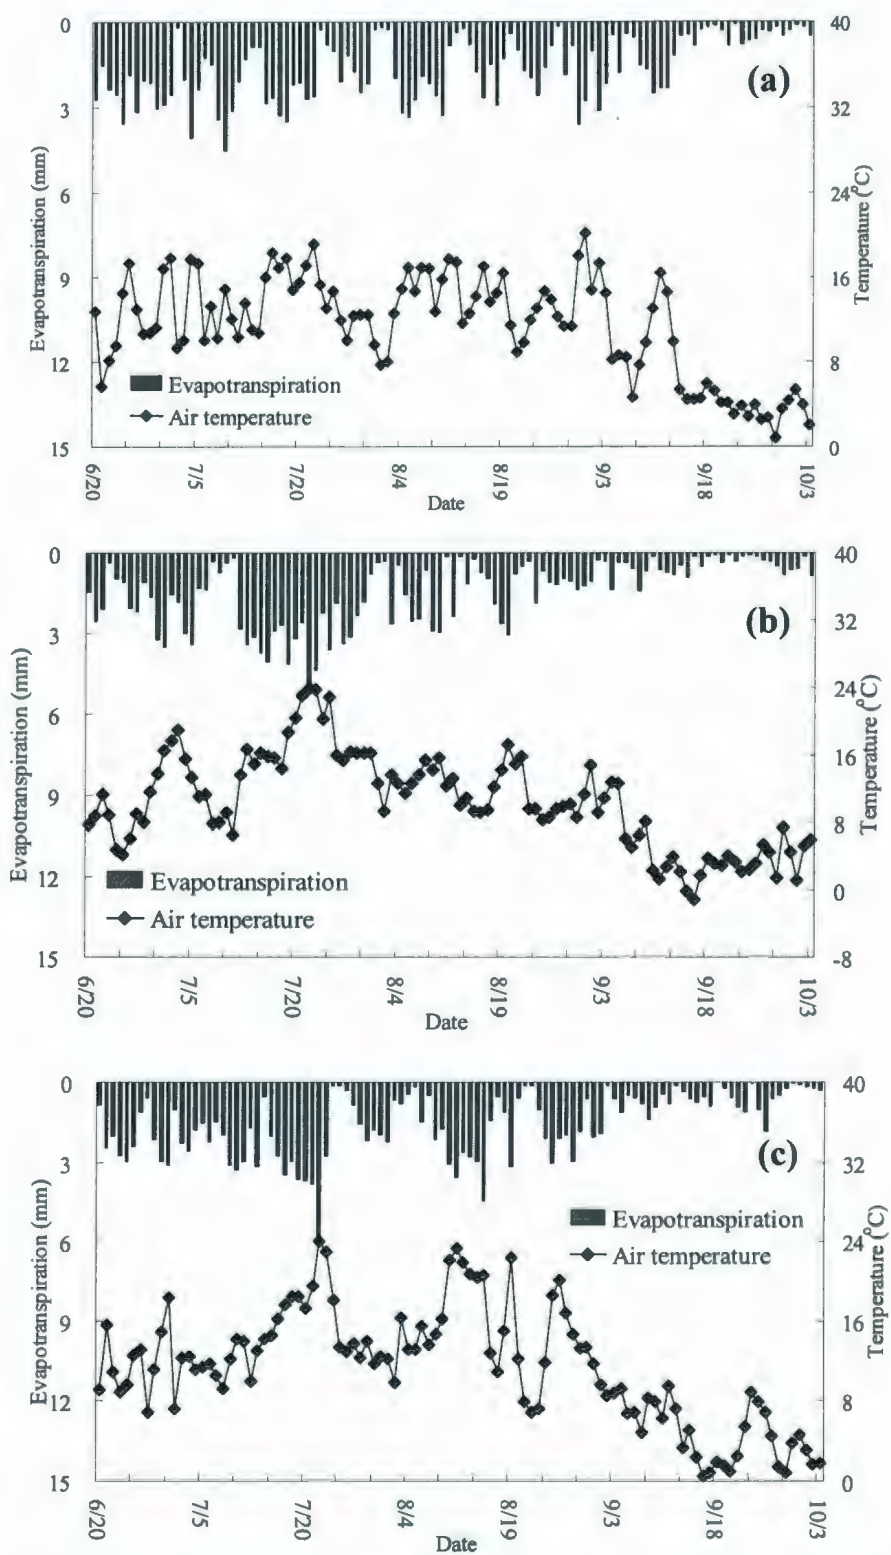 0 40
(a)
3 32
6 24
9 16
12 8
15 0
Evapotranspiration (mm)
Temperature (°C)
Evapotranspiration
Air temperature
6/20 7/5 7/20 8/4 8/19 9/3 9/18 10/3
Date
0 40
(b)
3 32
6 24
9 16
8
12 0
15 -8
Evapotranspiration (mm)
Temperature (°C)
Evapotranspiration
Air temperature
6/20 7/5 7/20 8/4 8/19 9/3 9/18 10/3
Date
0 40
(c)
3 32
6 24
9 16
12 8
15 0
Evapotranspiration (mm)
Temperature (°C)
Evapotranspiration
Air temperature
6/20 7/5 7/20 8/4 8/19 9/3 9/18 10/3
Date